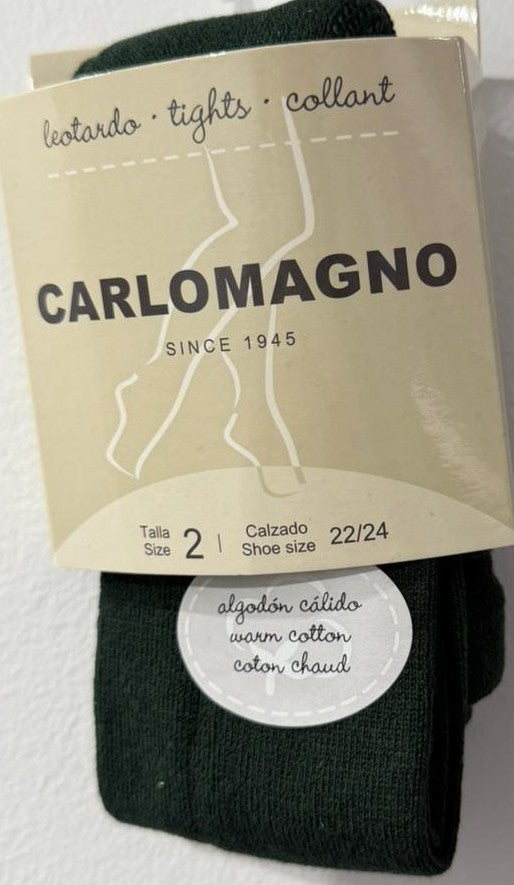 leotardo · tights · collant
CARLOMAGNO
SINCE 1945
Talla Size 2 | Calzado Shoe size 22/24
algodón cálido
warm cotton
coton chaud